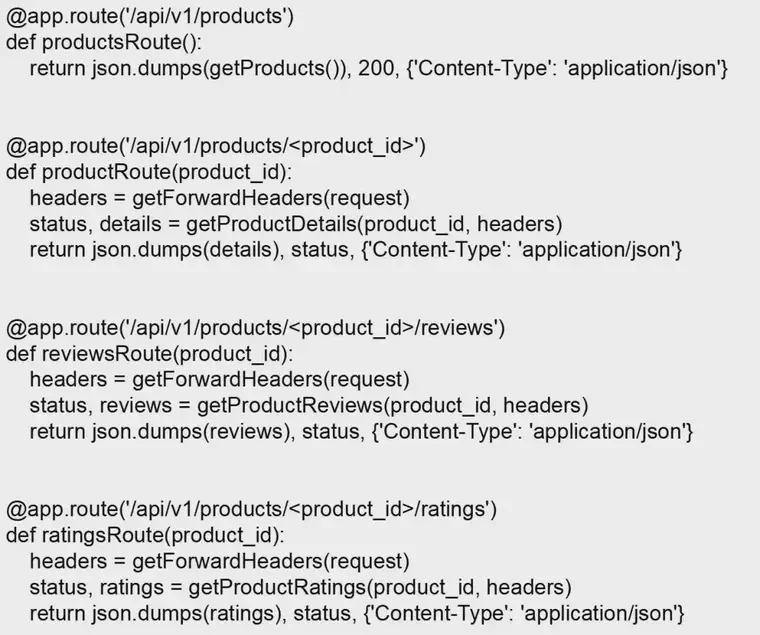 @app.route('/api/v1/products')
def productsRoute():
    return json.dumps(getProducts()), 200, {'Content-Type': 'application/json'}
@app.route('/api/v1/products/<product_id>')
def productRoute(product_id):
    headers = getForwardHeaders(request)
    status, details = getProductDetails(product_id, headers)
    return json.dumps(details), status, {'Content-Type': 'application/json'}
@app.route('/api/v1/products/<product_id>/reviews')
def reviewsRoute(product_id):
    headers = getForwardHeaders(request)
    status, reviews = getProductReviews(product_id, headers)
    return json.dumps(reviews), status, {'Content-Type': 'application/json'}
@app.route('/api/v1/products/<product_id>/ratings')
def ratingsRoute(product_id):
    headers = getForwardHeaders(request)
    status, ratings = getProductRatings(product_id, headers)
    return json.dumps(ratings), status, {'Content-Type': 'application/json'}